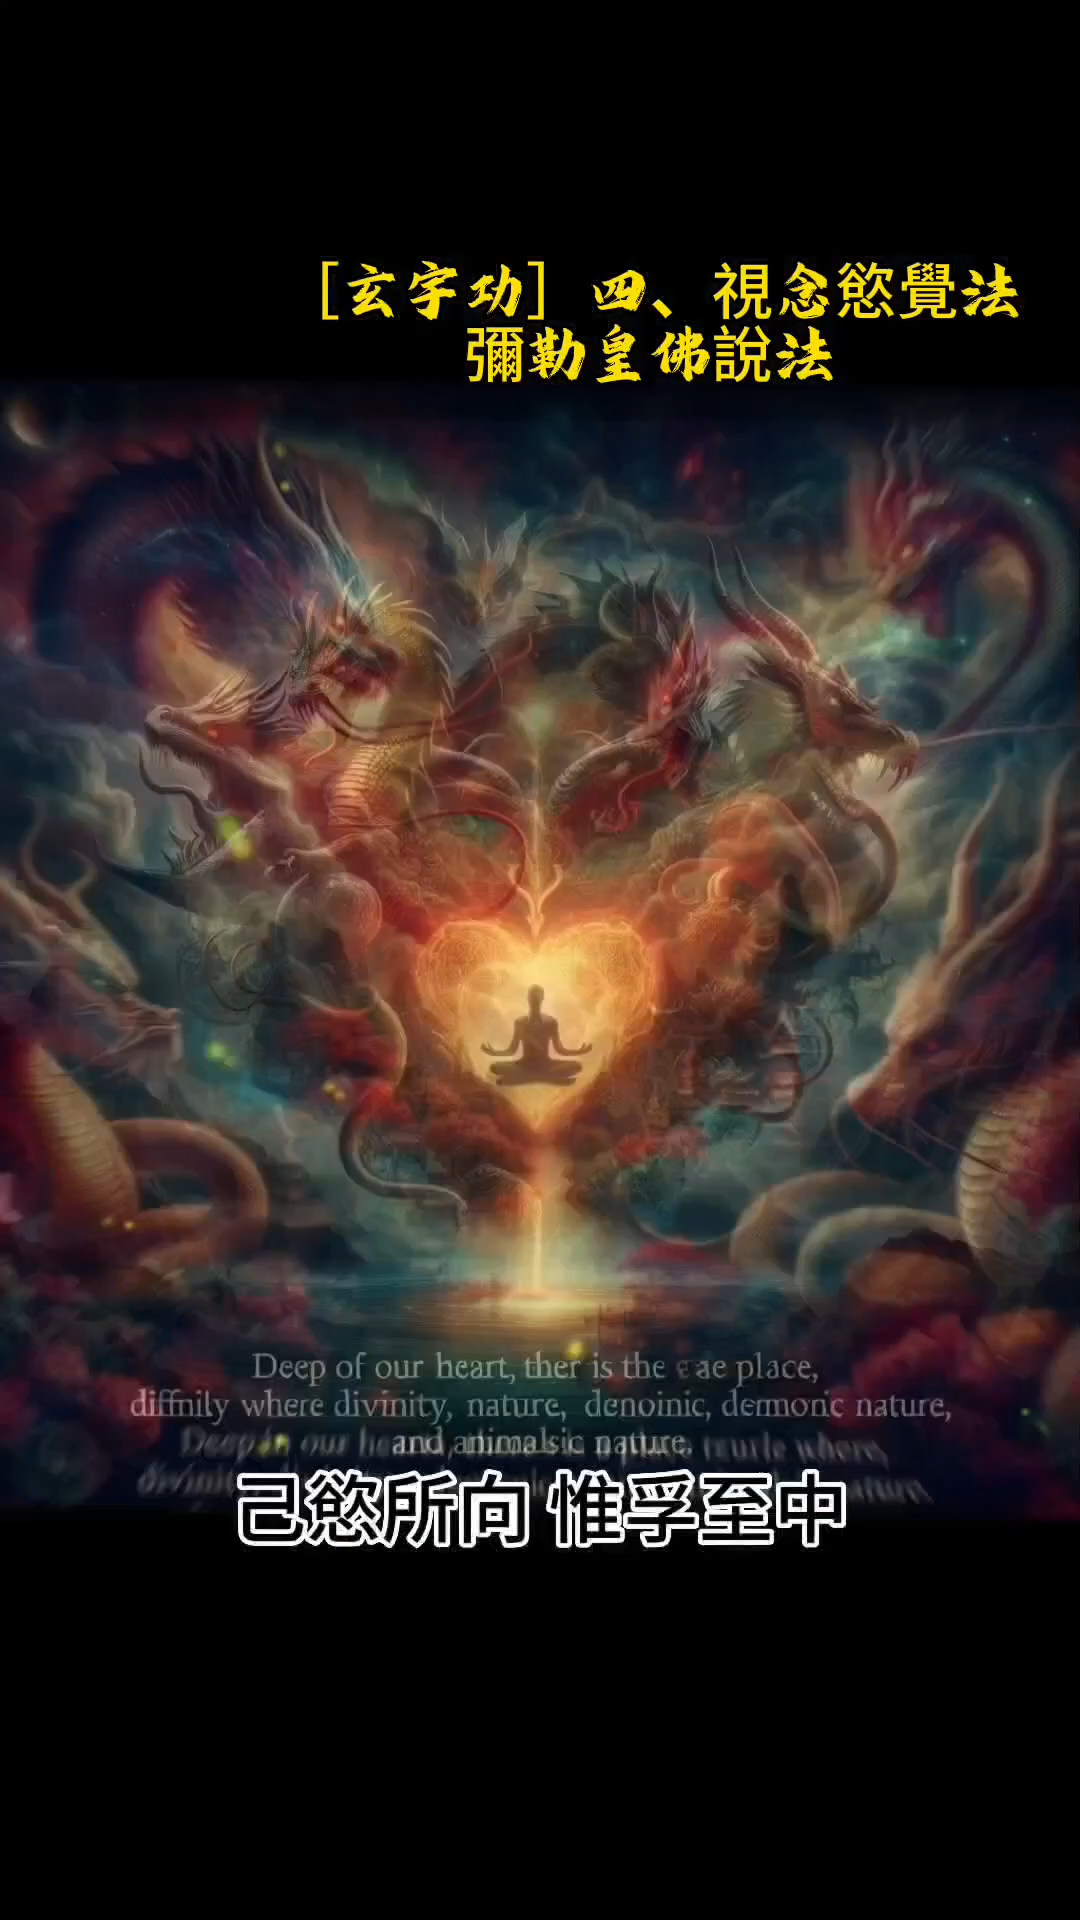 ［玄宇功］四、視念慾覺法
彌勒皇佛說法
Deep of our heart, ther is the place,
diffnily where divinity, nature, denoinic, demonic nature,
and animalsic nature.
己慾所向 惟孚至中